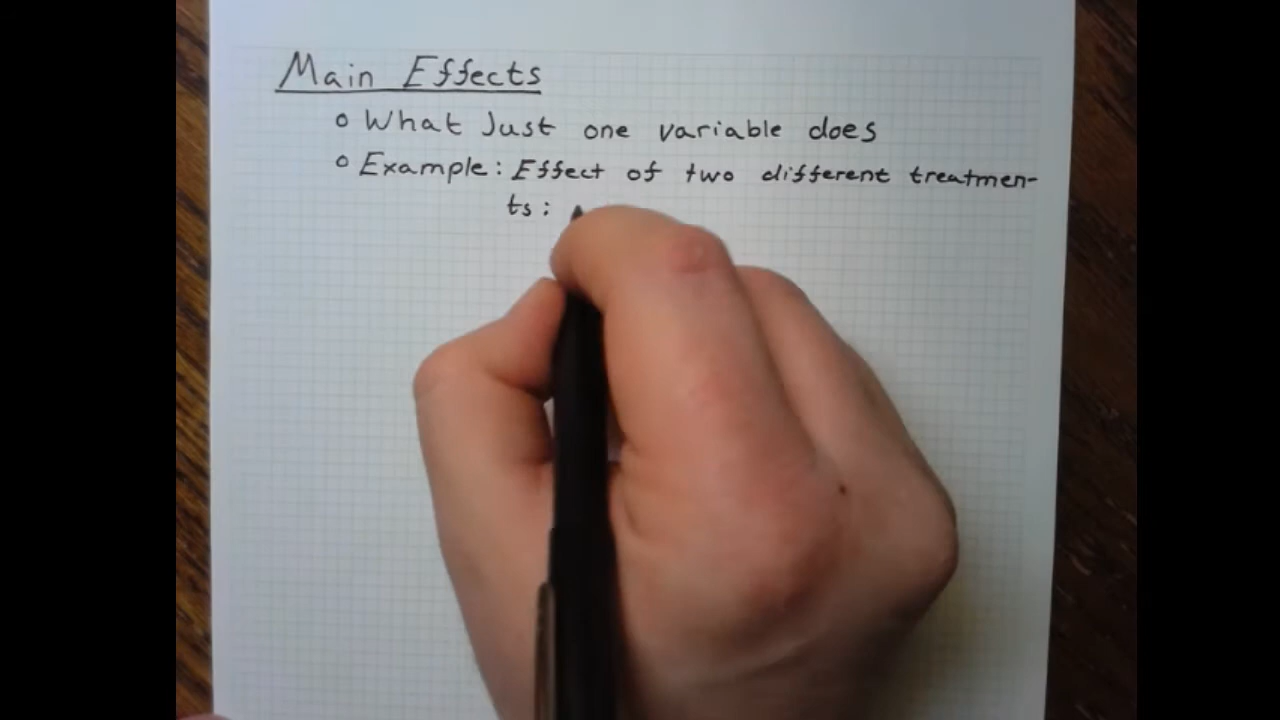 Main Effects
o What Just one variable does
o Example: Effect of two different treatmen-
ts: